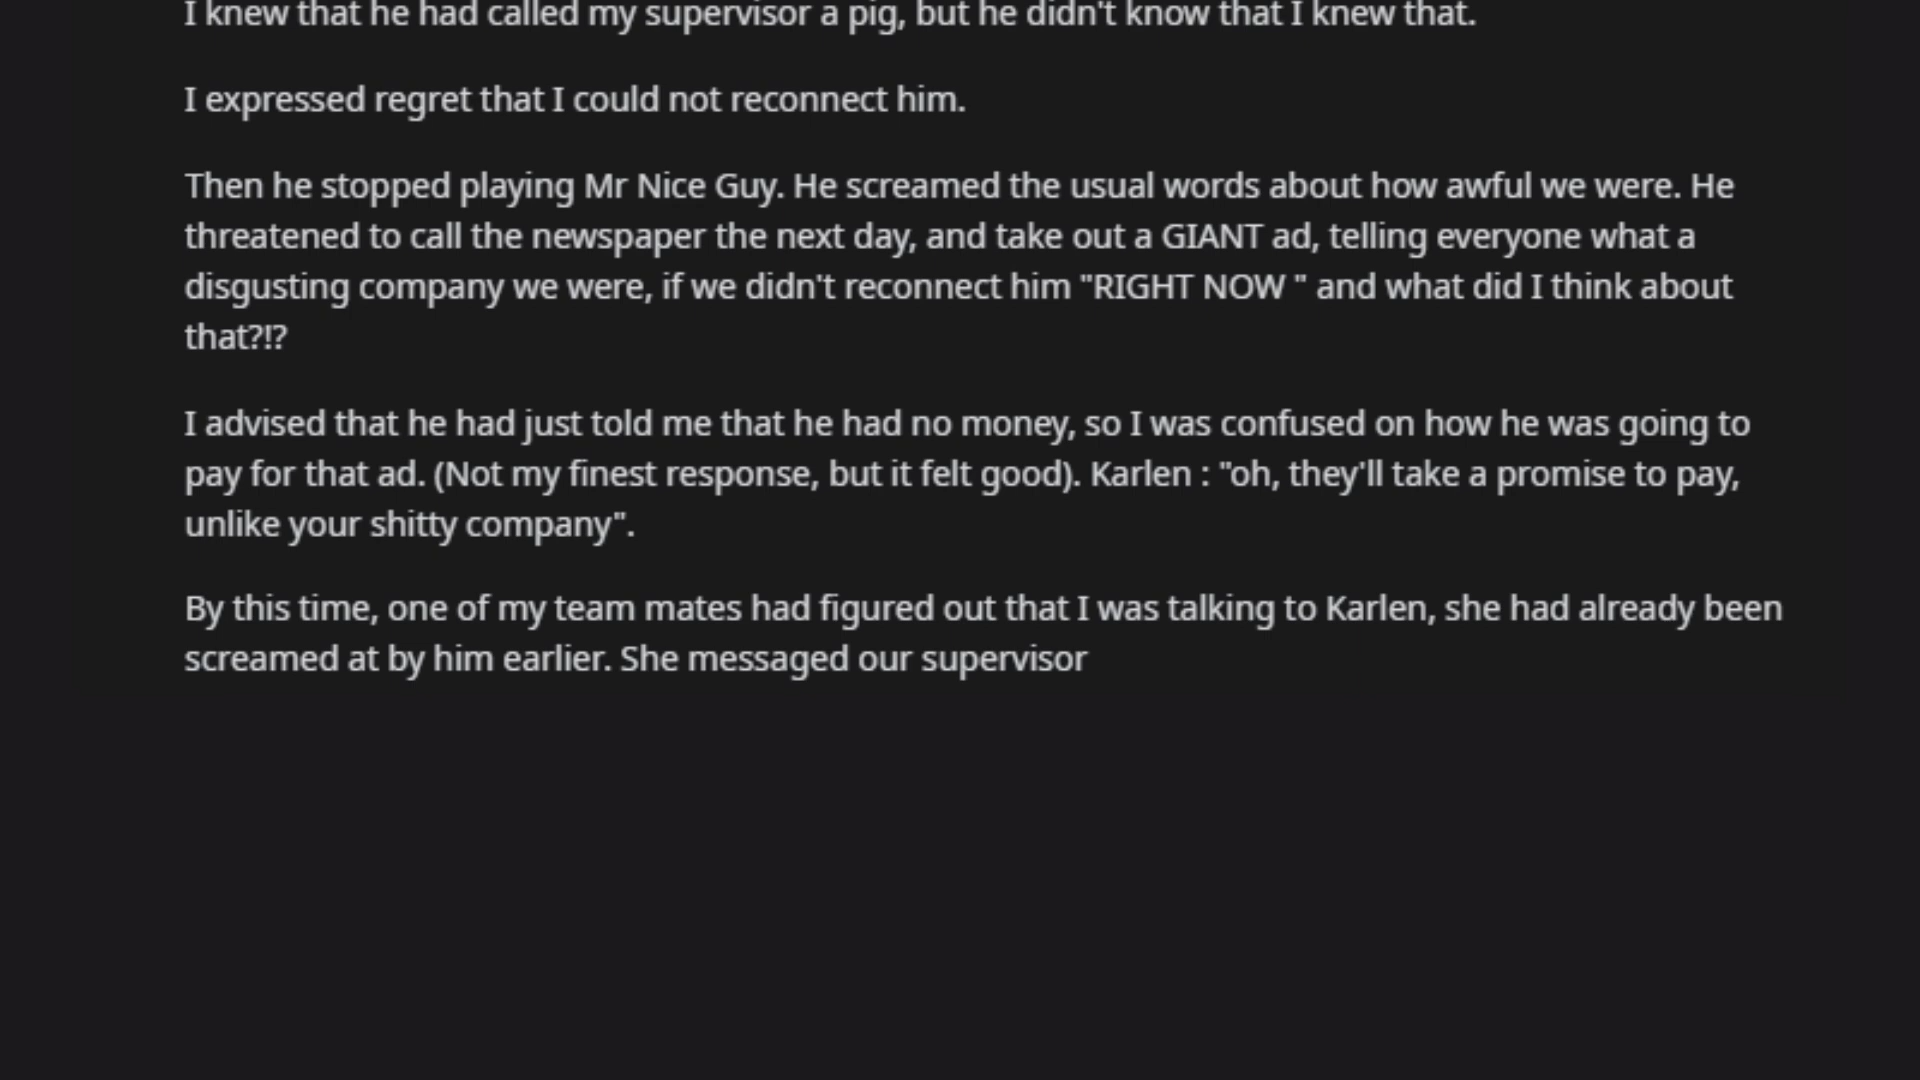 I knew that he had called my supervisor a pig, but he didn't know that I knew that.
I expressed regret that I could not reconnect him.
Then he stopped playing Mr Nice Guy. He screamed the usual words about how awful we were. He
threatened to call the newspaper the next day, and take out a GIANT ad, telling everyone what a
disgusting company we were, if we didn't reconnect him "RIGHT NOW " and what did I think about
that?!?
I advised that he had just told me that he had no money, so I was confused on how he was going to
pay for that ad. (Not my finest response, but it felt good). Karlen : "oh, they'll take a promise to pay,
unlike your shitty company".
By this time, one of my team mates had figured out that I was talking to Karlen, she had already been
screamed at by him earlier. She messaged our supervisor